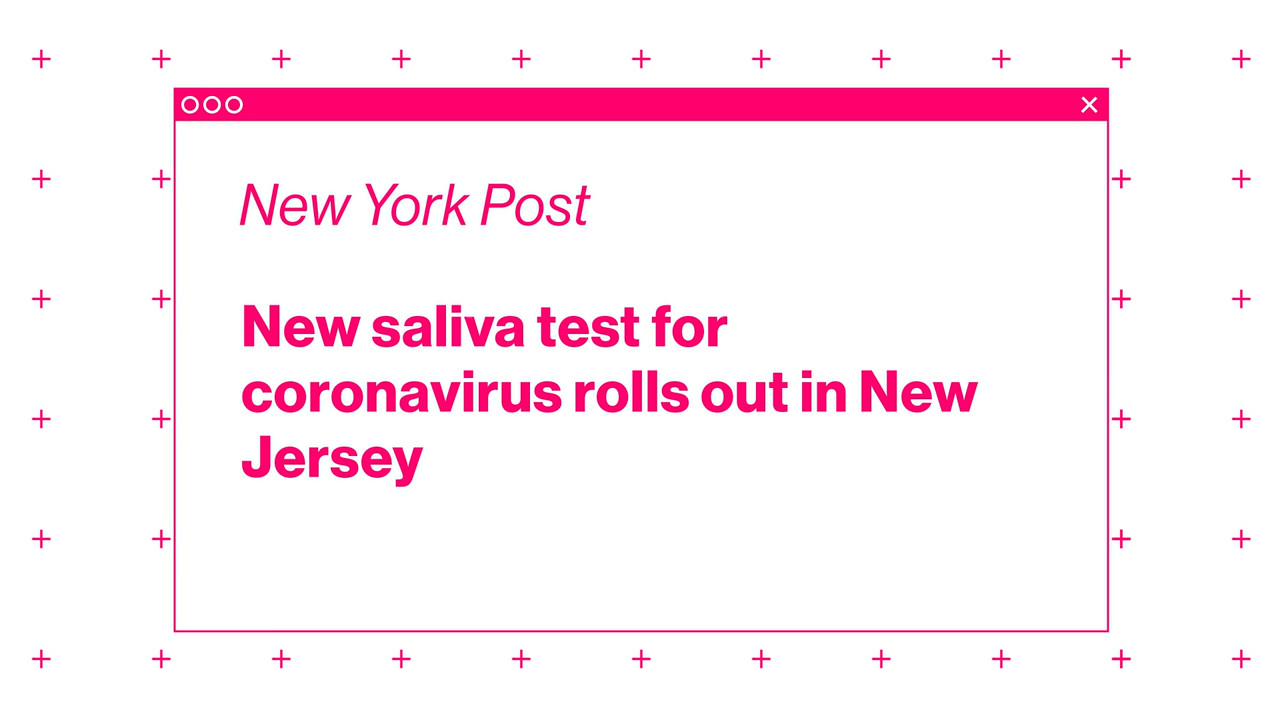 New York Post
New saliva test for
coronavirus rolls out in New
Jersey